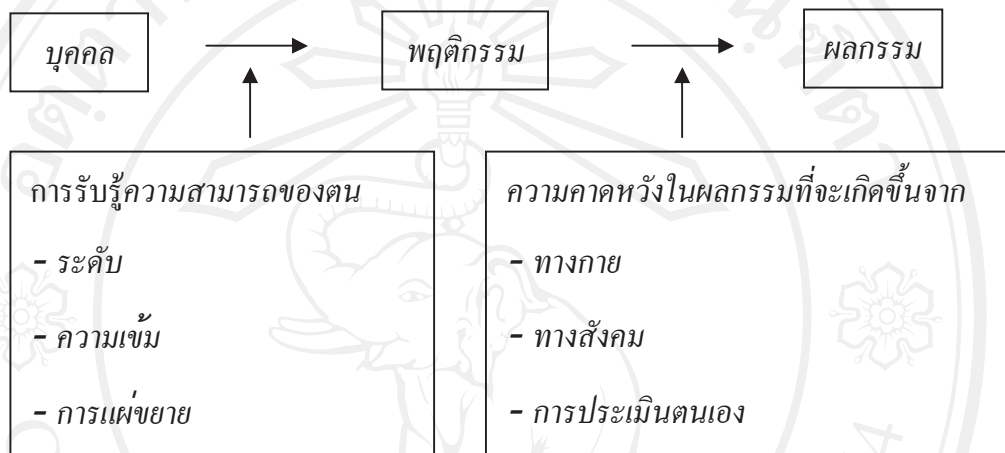 บุคคล
พฤติกรรม
ผลกรรม
การรับรู้ความสามารถของตน
- ระดับ
- ความเข้ม
- การแผ่ขยาย
ความคาดหวังในผลกรรมที่จะเกิดขึ้นจาก
- ทางกาย
- ทางสังคม
- การประเมินตนเอง